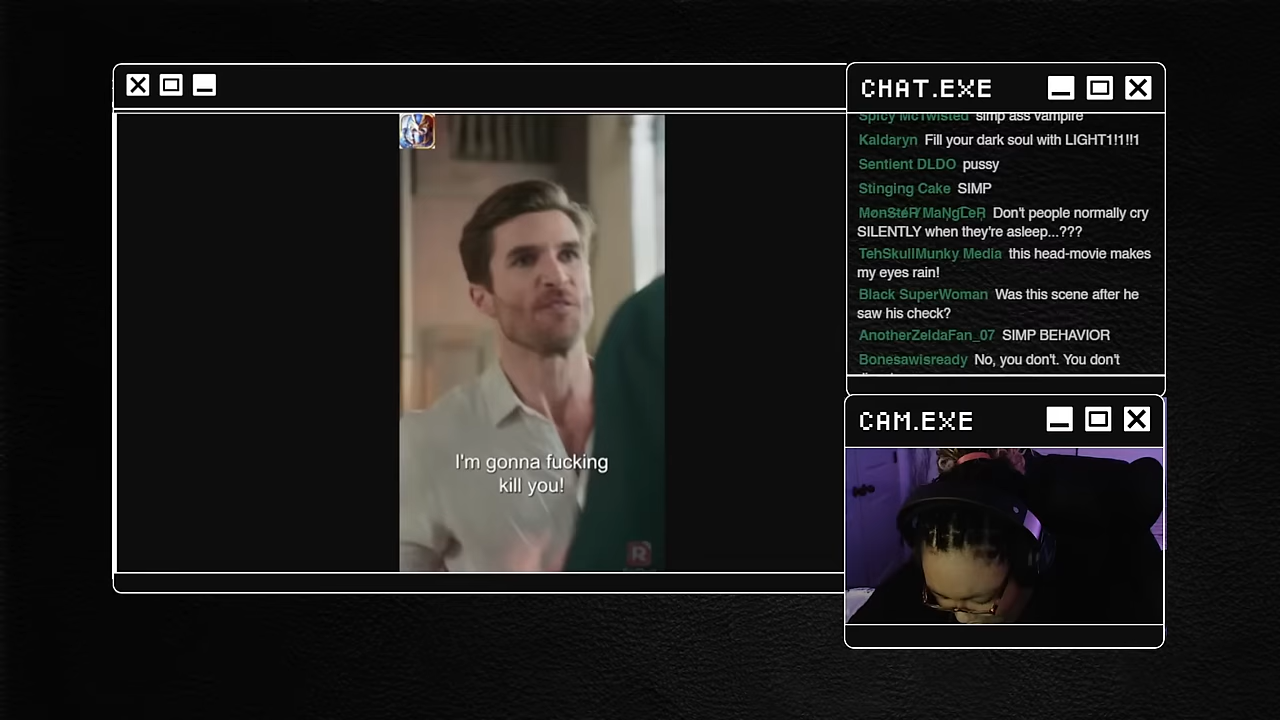 CHAT.EXE
Spicy McTwisted simp ass vampire
Kaldaryn Fill your dark soul with LIGHT1!1!!1
Sentient DLDO pussy
Stinging Cake SIMP
MonSteR MaNgLeR Don't people normally cry
SILENTLY when they're asleep...???
TehSkullMunky Media this head-movie makes
my eyes rain!
Black SuperWoman Was this scene after he
saw his check?
AnotherZeldaFan_07 SIMP BEHAVIOR
Bonesawisready No, you don't. You don't
I'm gonna fucking
kill you!
R
CAM.EXE